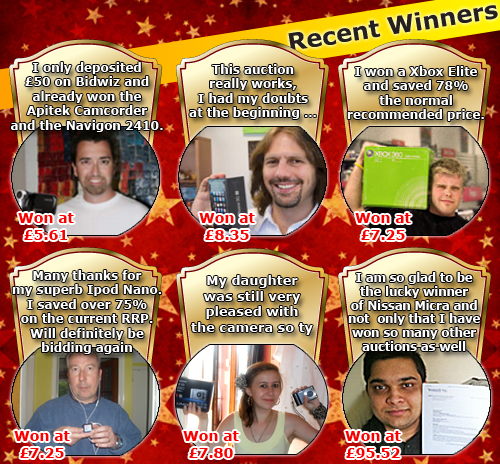 Recent Winners
I only deposited
£50 on Bidwiz and
already won the
Apitek Camcorder
and the Navigon 2410.
Won at
£5.61
This auction
really works,
I had my doubts
at the beginning ...
Won at
£8.35
I won a Xbox Elite
and saved 78%
the normal
recommended price.
XBOX 360
Won at
£7.25
Many thanks for
my superb Ipod Nano.
I saved over 75%
on the current RRP.
Will definitely be
bidding again
Won at
£7.25
My daughter
was still very
pleased with
the camera so ty
Won at
£7.80
I am so glad to be
the lucky winner
of Nissan Micra and
not only that I have
won so many other
auctions as well
Won at
£95.52